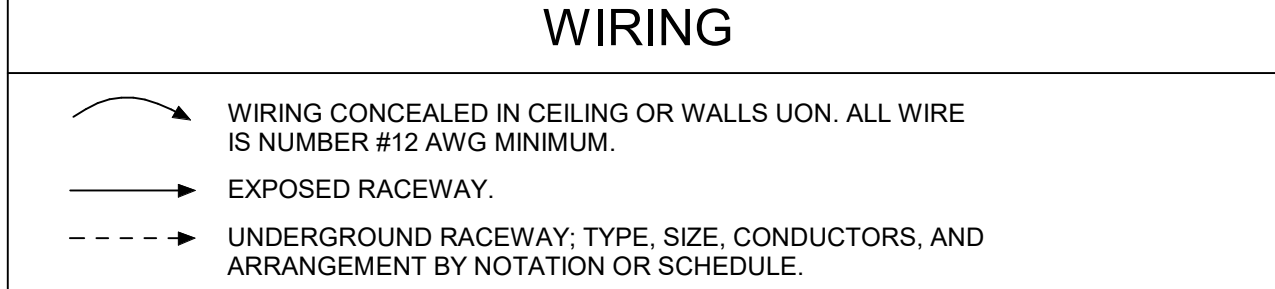 WIRING
WIRING CONCEALED IN CEILING OR WALLS UON. ALL WIRE
IS NUMBER #12 AWG MINIMUM.
EXPOSED RACEWAY.
UNDERGROUND RACEWAY; TYPE, SIZE, CONDUCTORS, AND
ARRANGEMENT BY NOTATION OR SCHEDULE.